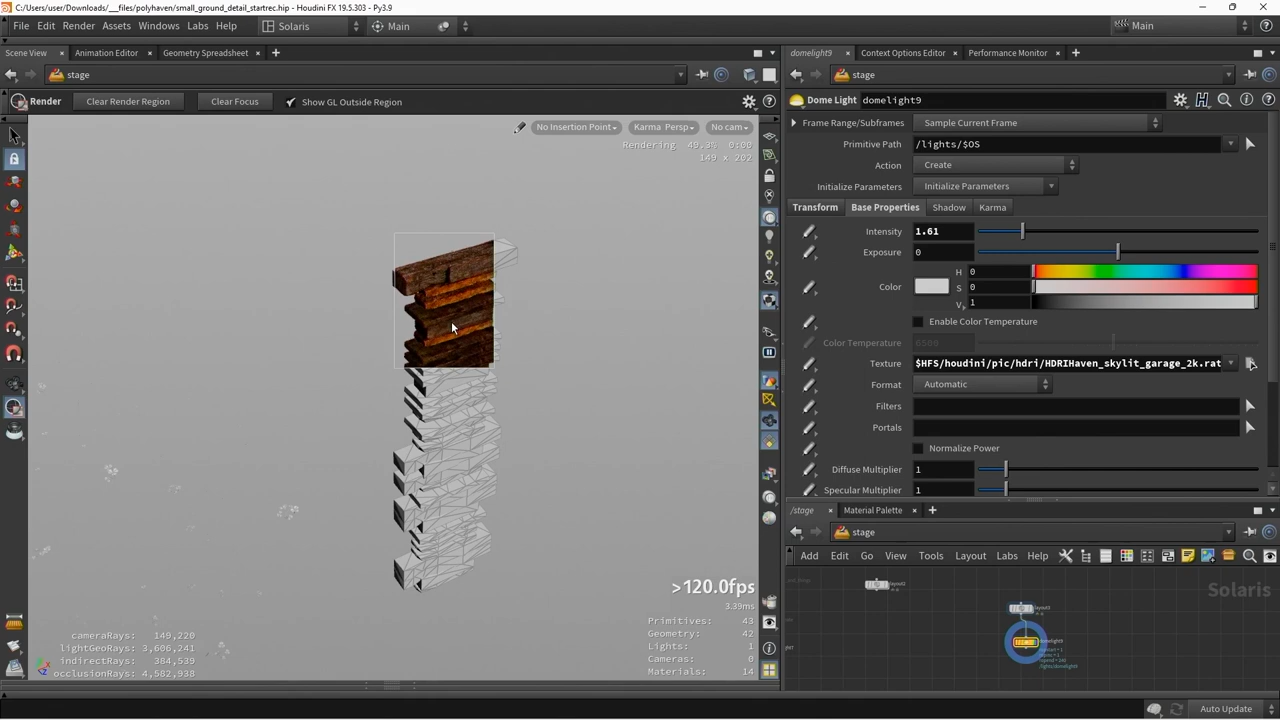 C:/Users/user/Downloads/__files/polyhaven/small_ground_detail_startrec.hip - Houdini FX 19.5.303 - Py3.9
File Edit Render Assets Windows Labs Help Solaris Main Main
Scene View Animation Editor Geometry Spreadsheet
stage
Render Clear Render Region Clear Focus Show GL Outside Region
No Insertion Point Karma Persp No cam
Rendering 49.3% 0:00
149 x 202
>120.0fps
3.39ms
Primitives: 43
Geometry: 42
Lights: 1
Cameras: 0
Materials: 14
cameraRays: 149,220
lightGeoRays: 3,606,241
indirectRays: 384,539
occlusionRays: 4,582,938
domelight9 Context Options Editor Performance Monitor
stage
Dome Light domelight9
Frame Range/Subframes Sample Current Frame
Primitive Path /lights/$OS
Action Create
Initialize Parameters Initialize Parameters
Transform Base Properties Shadow Karma
Intensity 1.61
Exposure 0
H 0
Color S 0
V 1
Enable Color Temperature
Color Temperature 6500
Texture $HFS/houdini/pic/hdri/HDRIHaven_skylit_garage_2k.rat
Format Automatic
Filters
Portals
Normalize Power
Diffuse Multiplier 1
Specular Multiplier 1
/stage Material Palette
stage
Add Edit Go View Tools Layout Labs Help
Solaris
Auto Update